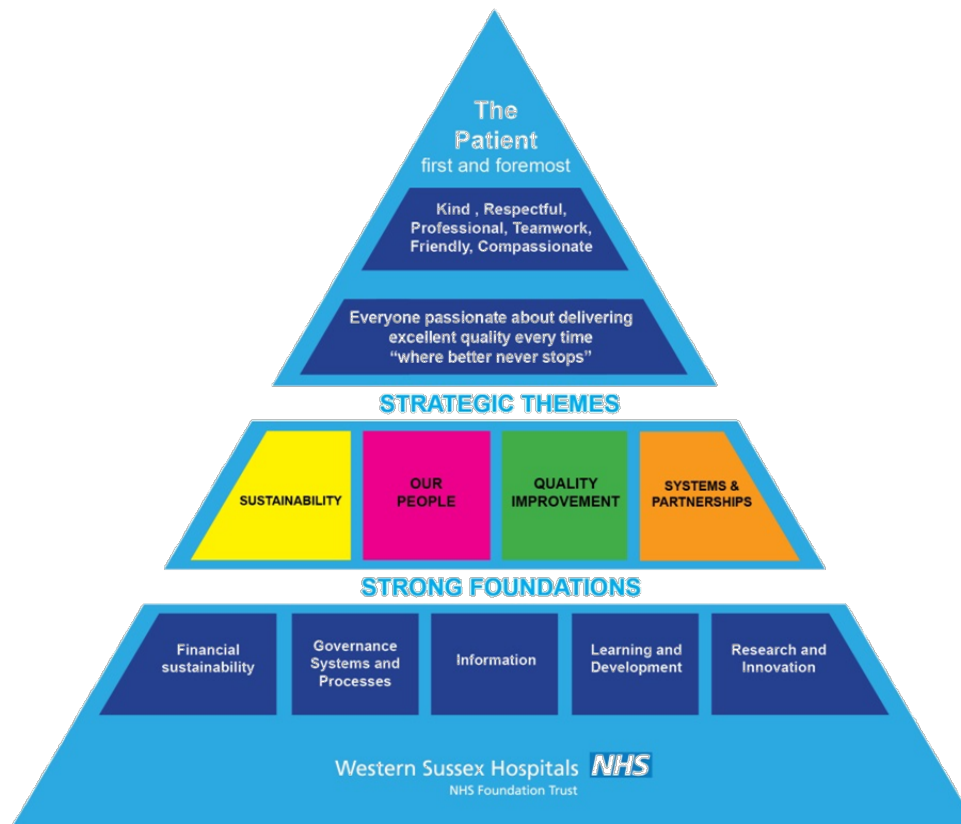 The
Patient
first and foremost
Kind , Respectful,
Professional, Teamwork,
Friendly, Compassionate
Everyone passionate about delivering
excellent quality every time
“where better never stops”
STRATEGIC THEMES
SUSTAINABILITY
OUR
PEOPLE
QUALITY
IMPROVEMENT
SYSTEMS &
PARTNERSHIPS
STRONG FOUNDATIONS
Financial
sustainability
Governance
Systems and
Processes
Information
Learning and
Development
Research and
Innovation
Western Sussex Hospitals NHS
NHS Foundation Trust